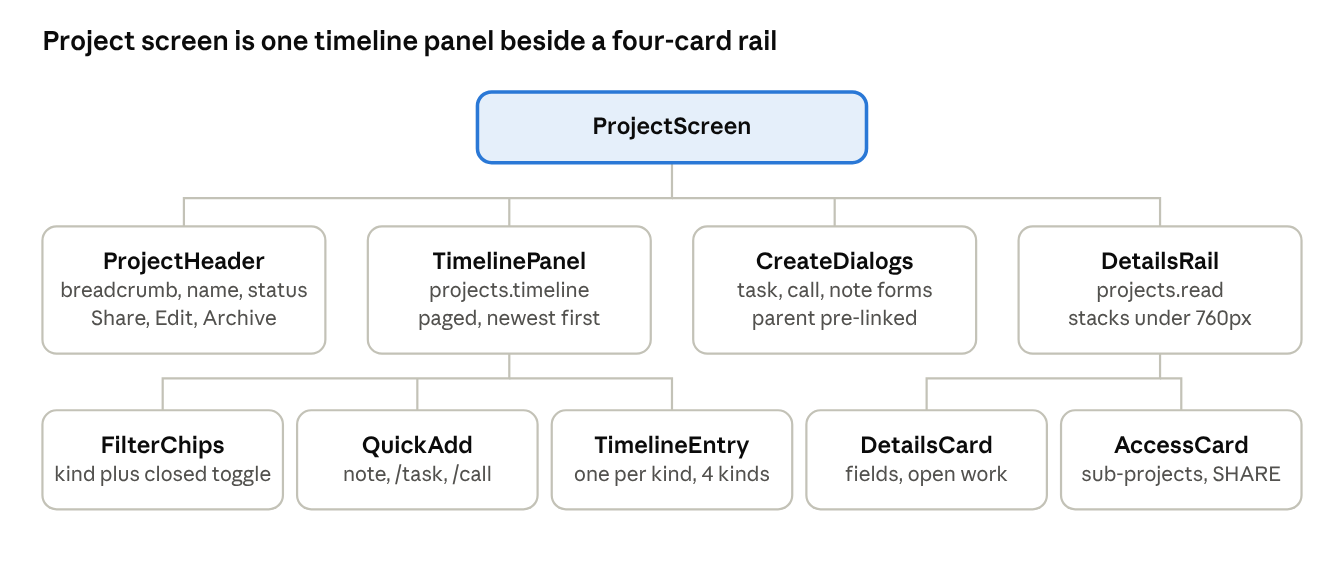 Project screen is one timeline panel beside a four-card rail
ProjectScreen
ProjectHeader
breadcrumb, name, status
Share, Edit, Archive
TimelinePanel
projects.timeline
paged, newest first
CreateDialogs
task, call, note forms
parent pre-linked
DetailsRail
projects.read
stacks under 760px
FilterChips
kind plus closed toggle
QuickAdd
note, /task, /call
TimelineEntry
one per kind, 4 kinds
DetailsCard
fields, open work
AccessCard
sub-projects, SHARE